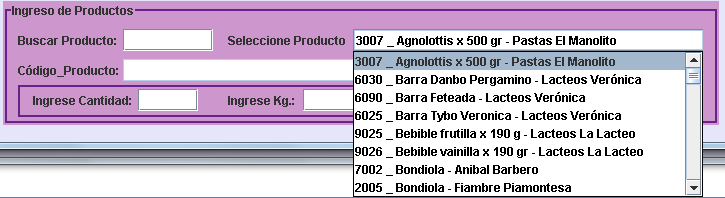 Ingreso de Productos
Buscar Producto: Seleccione Producto 3007 _ Agnolottis x 500 gr - Pastas El Manolito
3007 _ Agnolottis x 500 gr - Pastas El Manolito
Código_Producto:
6030 _ Barra Danbo Pergamino - Lacteos Verónica
6090 _ Barra Feteada - Lacteos Verónica
Ingrese Cantidad: Ingrese Kg.:
6025 _ Barra Tybo Veronica - Lacteos Verónica
9025 _ Bebible frutilla x 190 g - Lacteos La Lacteo
9026 _ Bebible vainilla x 190 g - Lacteos La Lacteo
7002 _ Bondiola - Anibal Barbero
2005 _ Bondiola - Fiambre Piamontesa